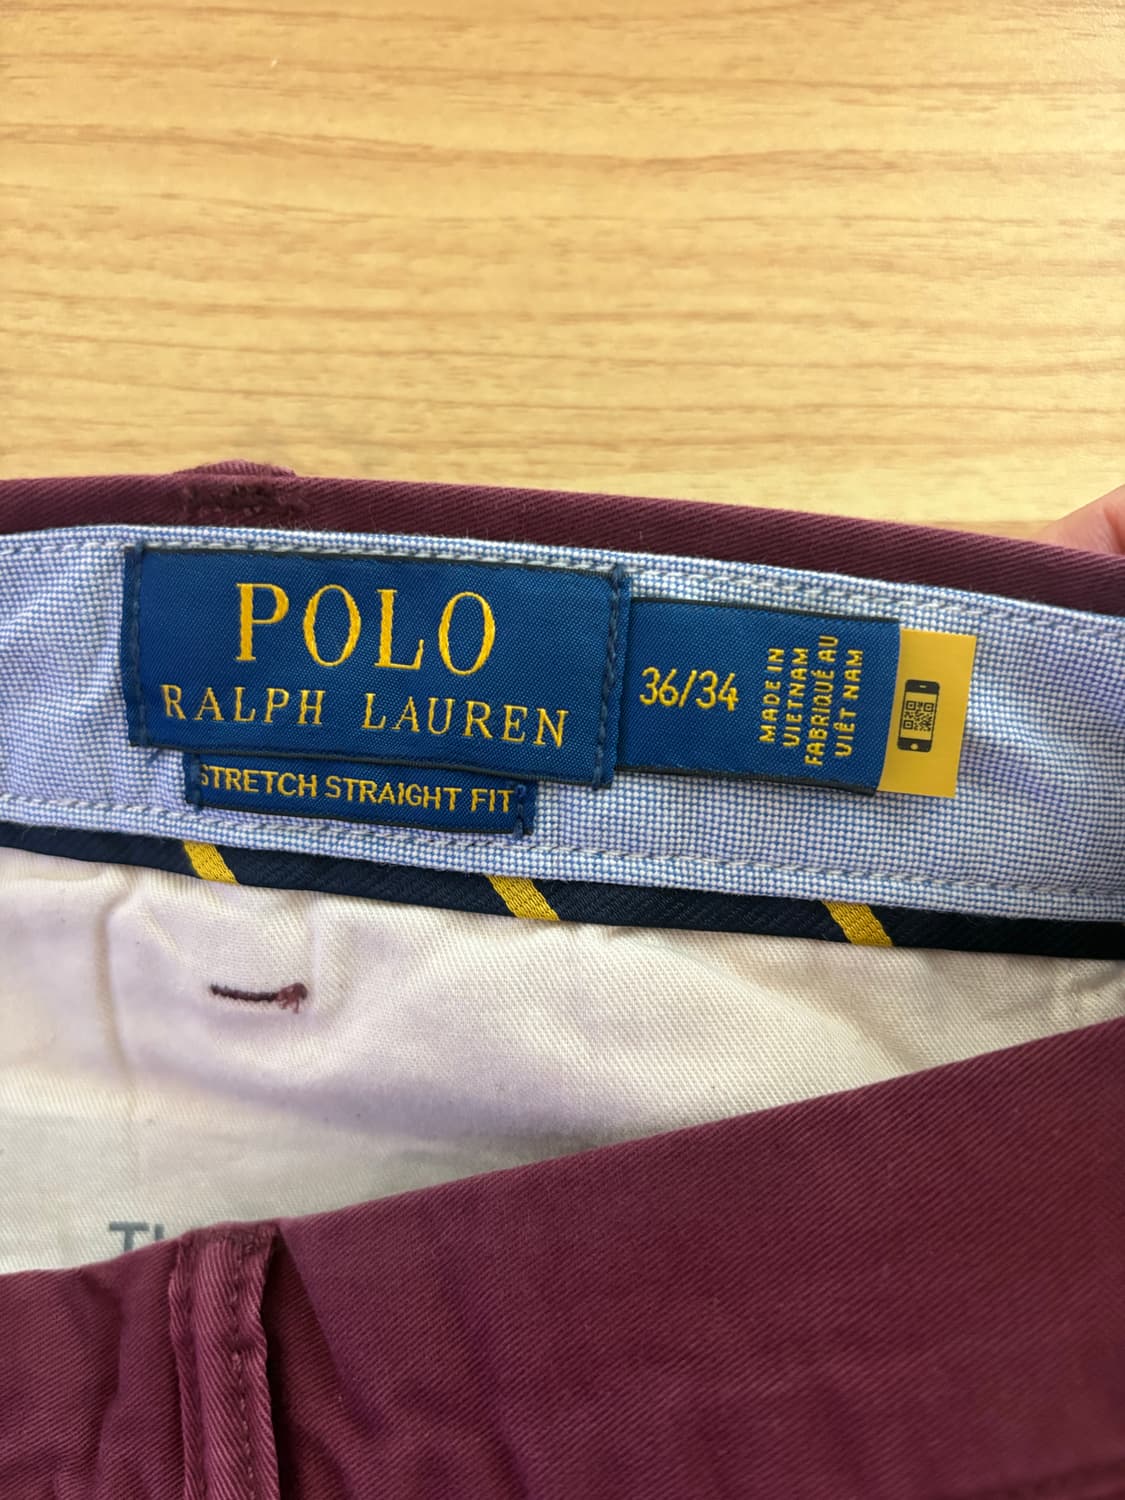 POLO
RALPH LAUREN
STRETCH STRAIGHT FIT
36/34
MADE IN
VIETNAM
FABRIQUÉ AU
VIÊT NAM